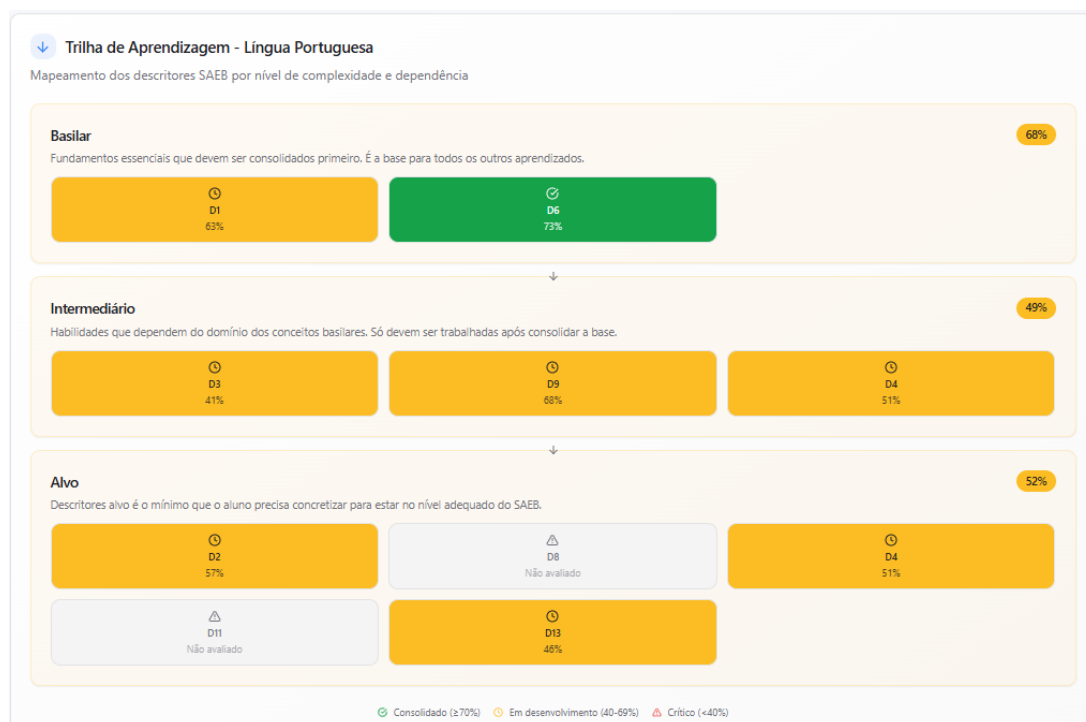 Trilha de Aprendizagem - Língua Portuguesa
Mapeamento dos descritores SAEB por nível de complexidade e dependência
Basilar
68%
Fundamentos essenciais que devem ser consolidados primeiro. É a base para todos os outros aprendizados.
D1
63%
D6
73%
Intermediário
49%
Habilidades que dependem do domínio dos conceitos basilares. Só devem ser trabalhadas após consolidar a base.
D3
41%
D9
68%
D4
51%
Alvo
52%
Descritores alvo é o mínimo que o aluno precisa concretizar para estar no nível adequado do SAEB.
D2
57%
D8
Não avaliado
D4
51%
D11
Não avaliado
D13
46%
Consolidado (≥70%) Em desenvolvimento (40-69%) Crítico (<40%)